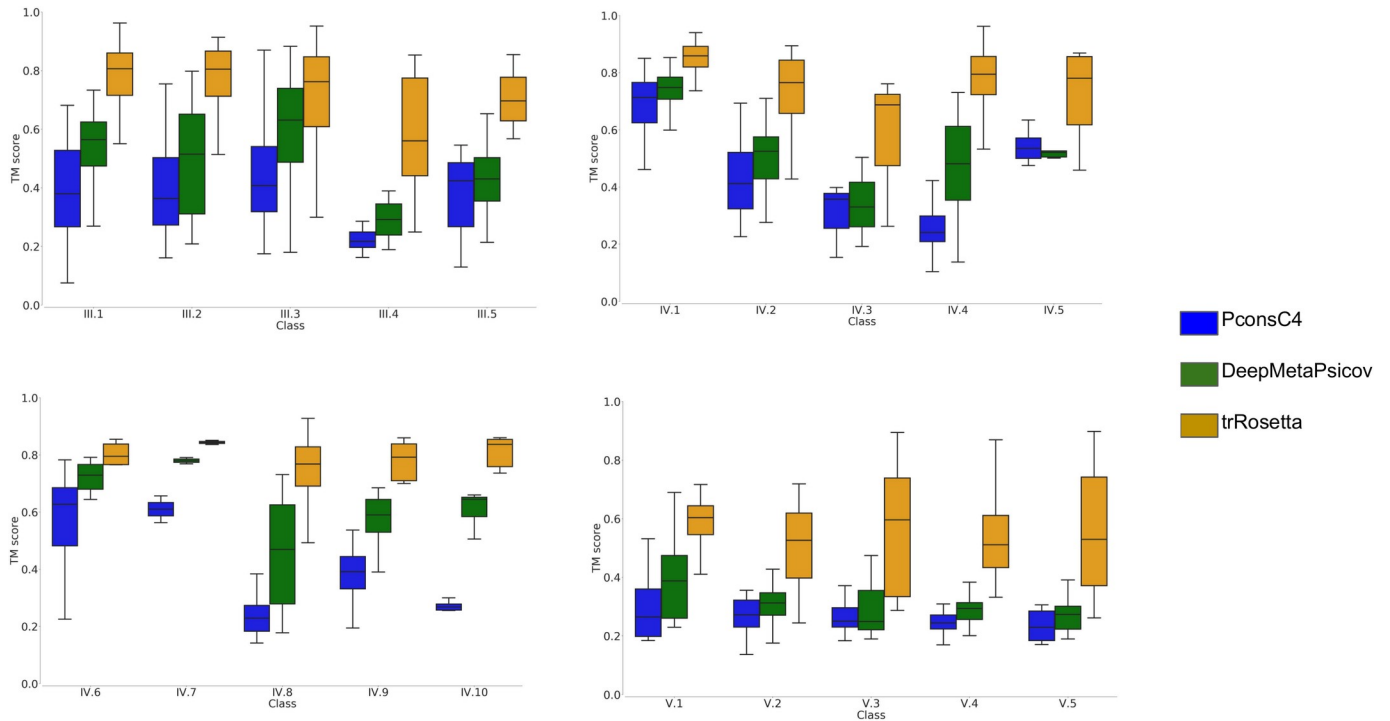 1.0
0.8
0.6
0.4
0.2
0.0
TM score
III.1 III.2 III.3 III.4 III.5
Class
1.0
0.8
0.6
0.4
0.2
0.0
TM score
IV.1 IV.2 IV.3 IV.4 IV.5
Class
PconsC4
DeepMetaPsicov
trRosetta
1.0
0.8
0.6
0.4
0.2
0.0
TM score
IV.6 IV.7 IV.8 IV.9 IV.10
Class
1.0
0.8
0.6
0.4
0.2
0.0
TM score
V.1 V.2 V.3 V.4 V.5
Class